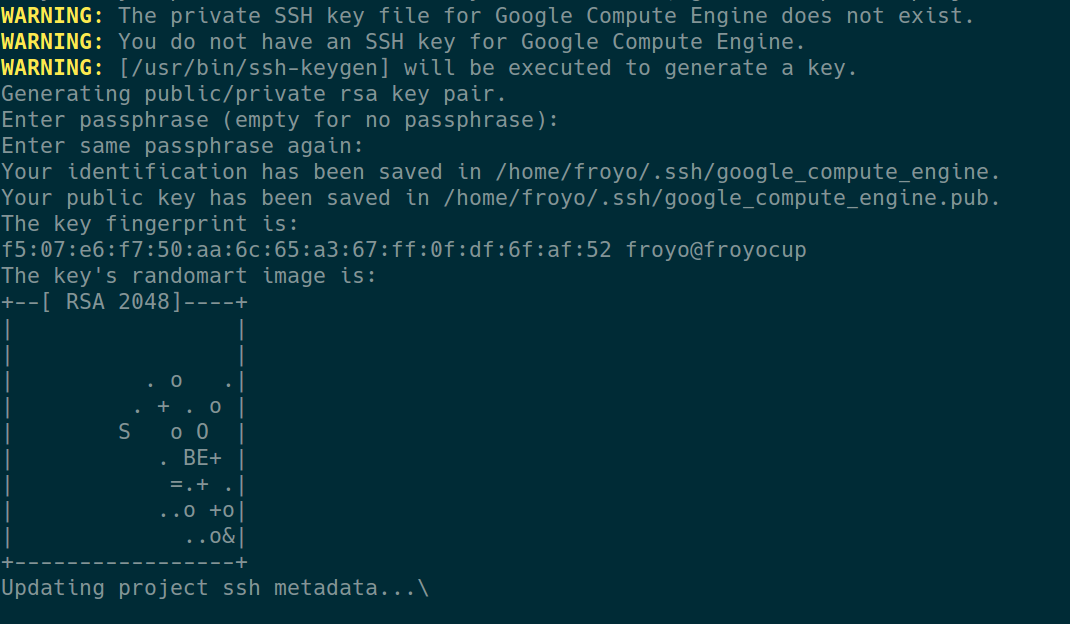 WARNING: The private SSH key file for Google Compute Engine does not exist.
WARNING: You do not have an SSH key for Google Compute Engine.
WARNING: [/usr/bin/ssh-keygen] will be executed to generate a key.
Generating public/private rsa key pair.
Enter passphrase (empty for no passphrase):
Enter same passphrase again:
Your identification has been saved in /home/froyo/.ssh/google_compute_engine.
Your public key has been saved in /home/froyo/.ssh/google_compute_engine.pub.
The key fingerprint is:
f5:07:e6:f7:50:aa:6c:65:a3:67:ff:0f:df:6f:af:52 froyo@froyocup
The key's randomart image is:
+--[ RSA 2048]----+
|                 |
|                 |
|          . o   .|
|         . + . o |
|        S   o O  |
|           . BE+ |
|            =.+ .|
|           ..o +o|
|             ..o&|
+-----------------+
Updating project ssh metadata...\